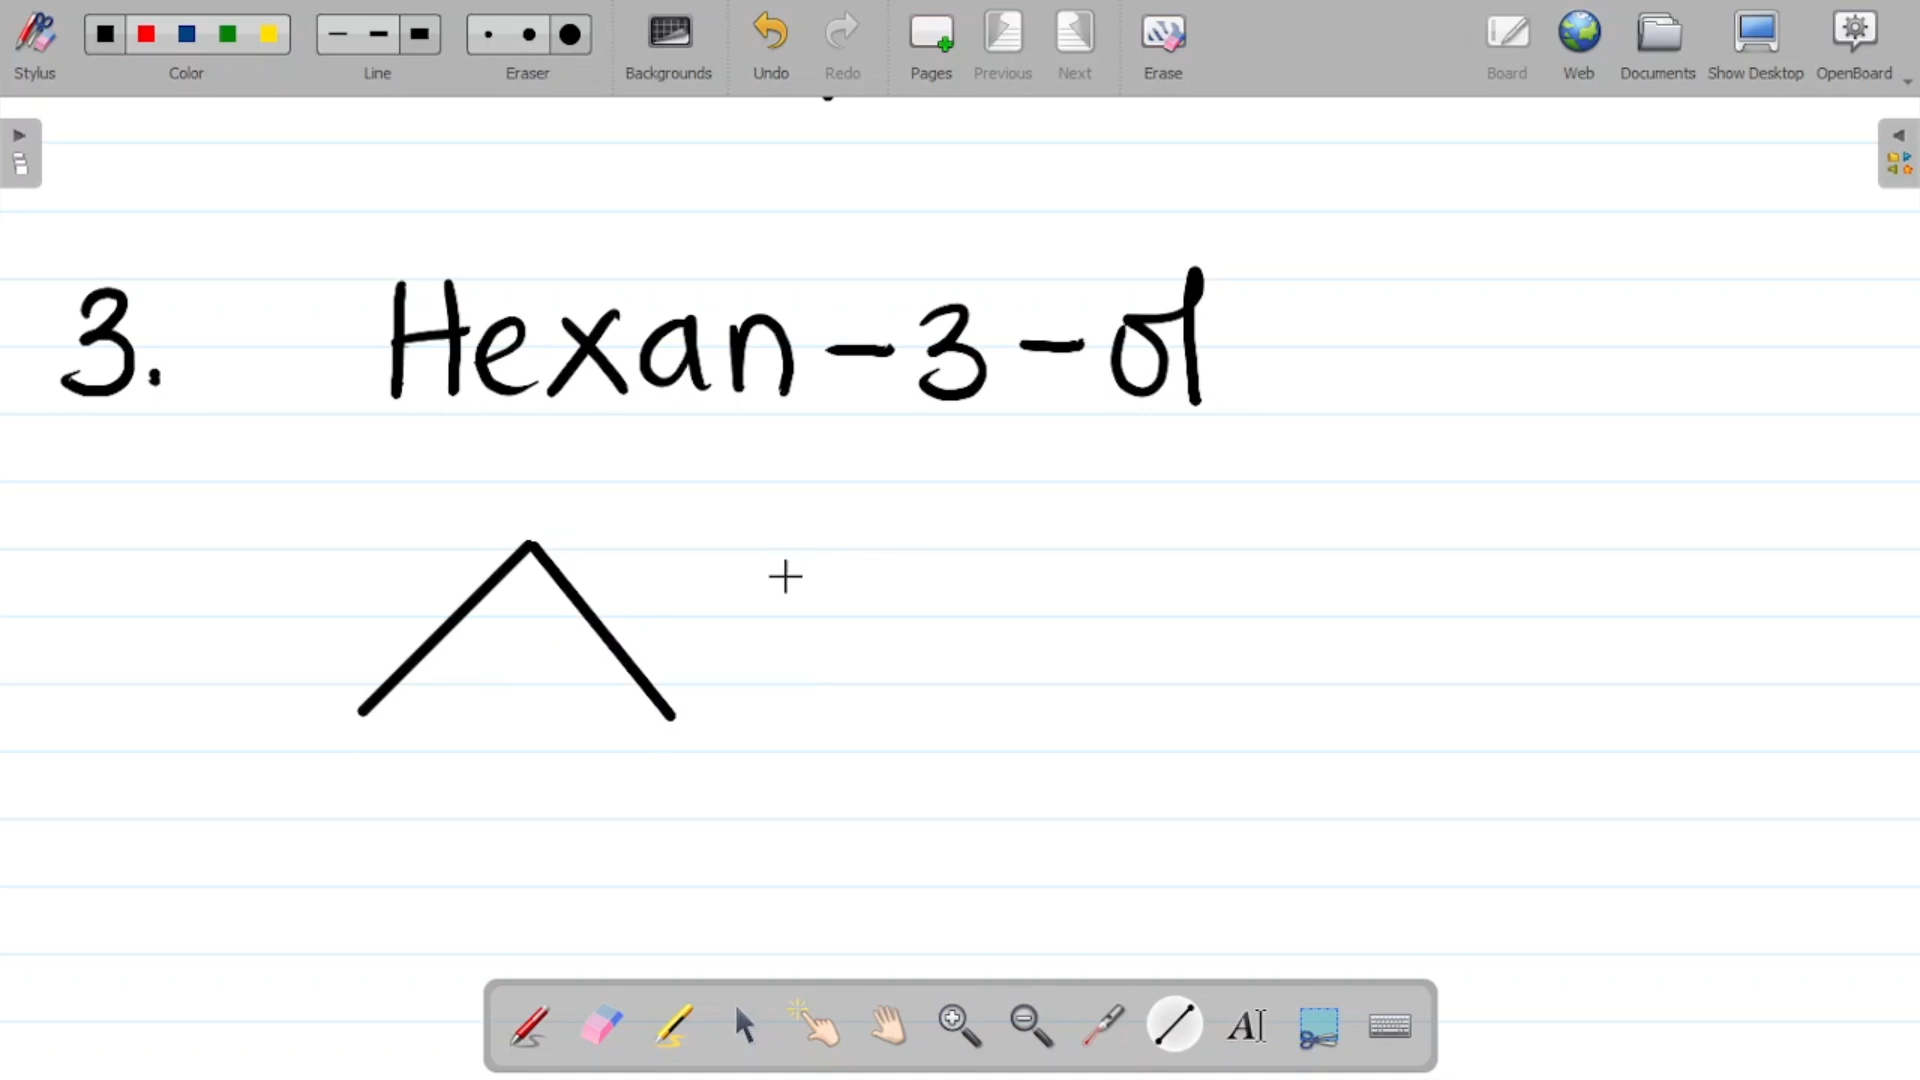 Stylus Color Line Eraser Backgrounds Undo Redo Pages Previous Next Erase Board Web Documents Show Desktop OpenBoard
3. Hexan-3-ol
A